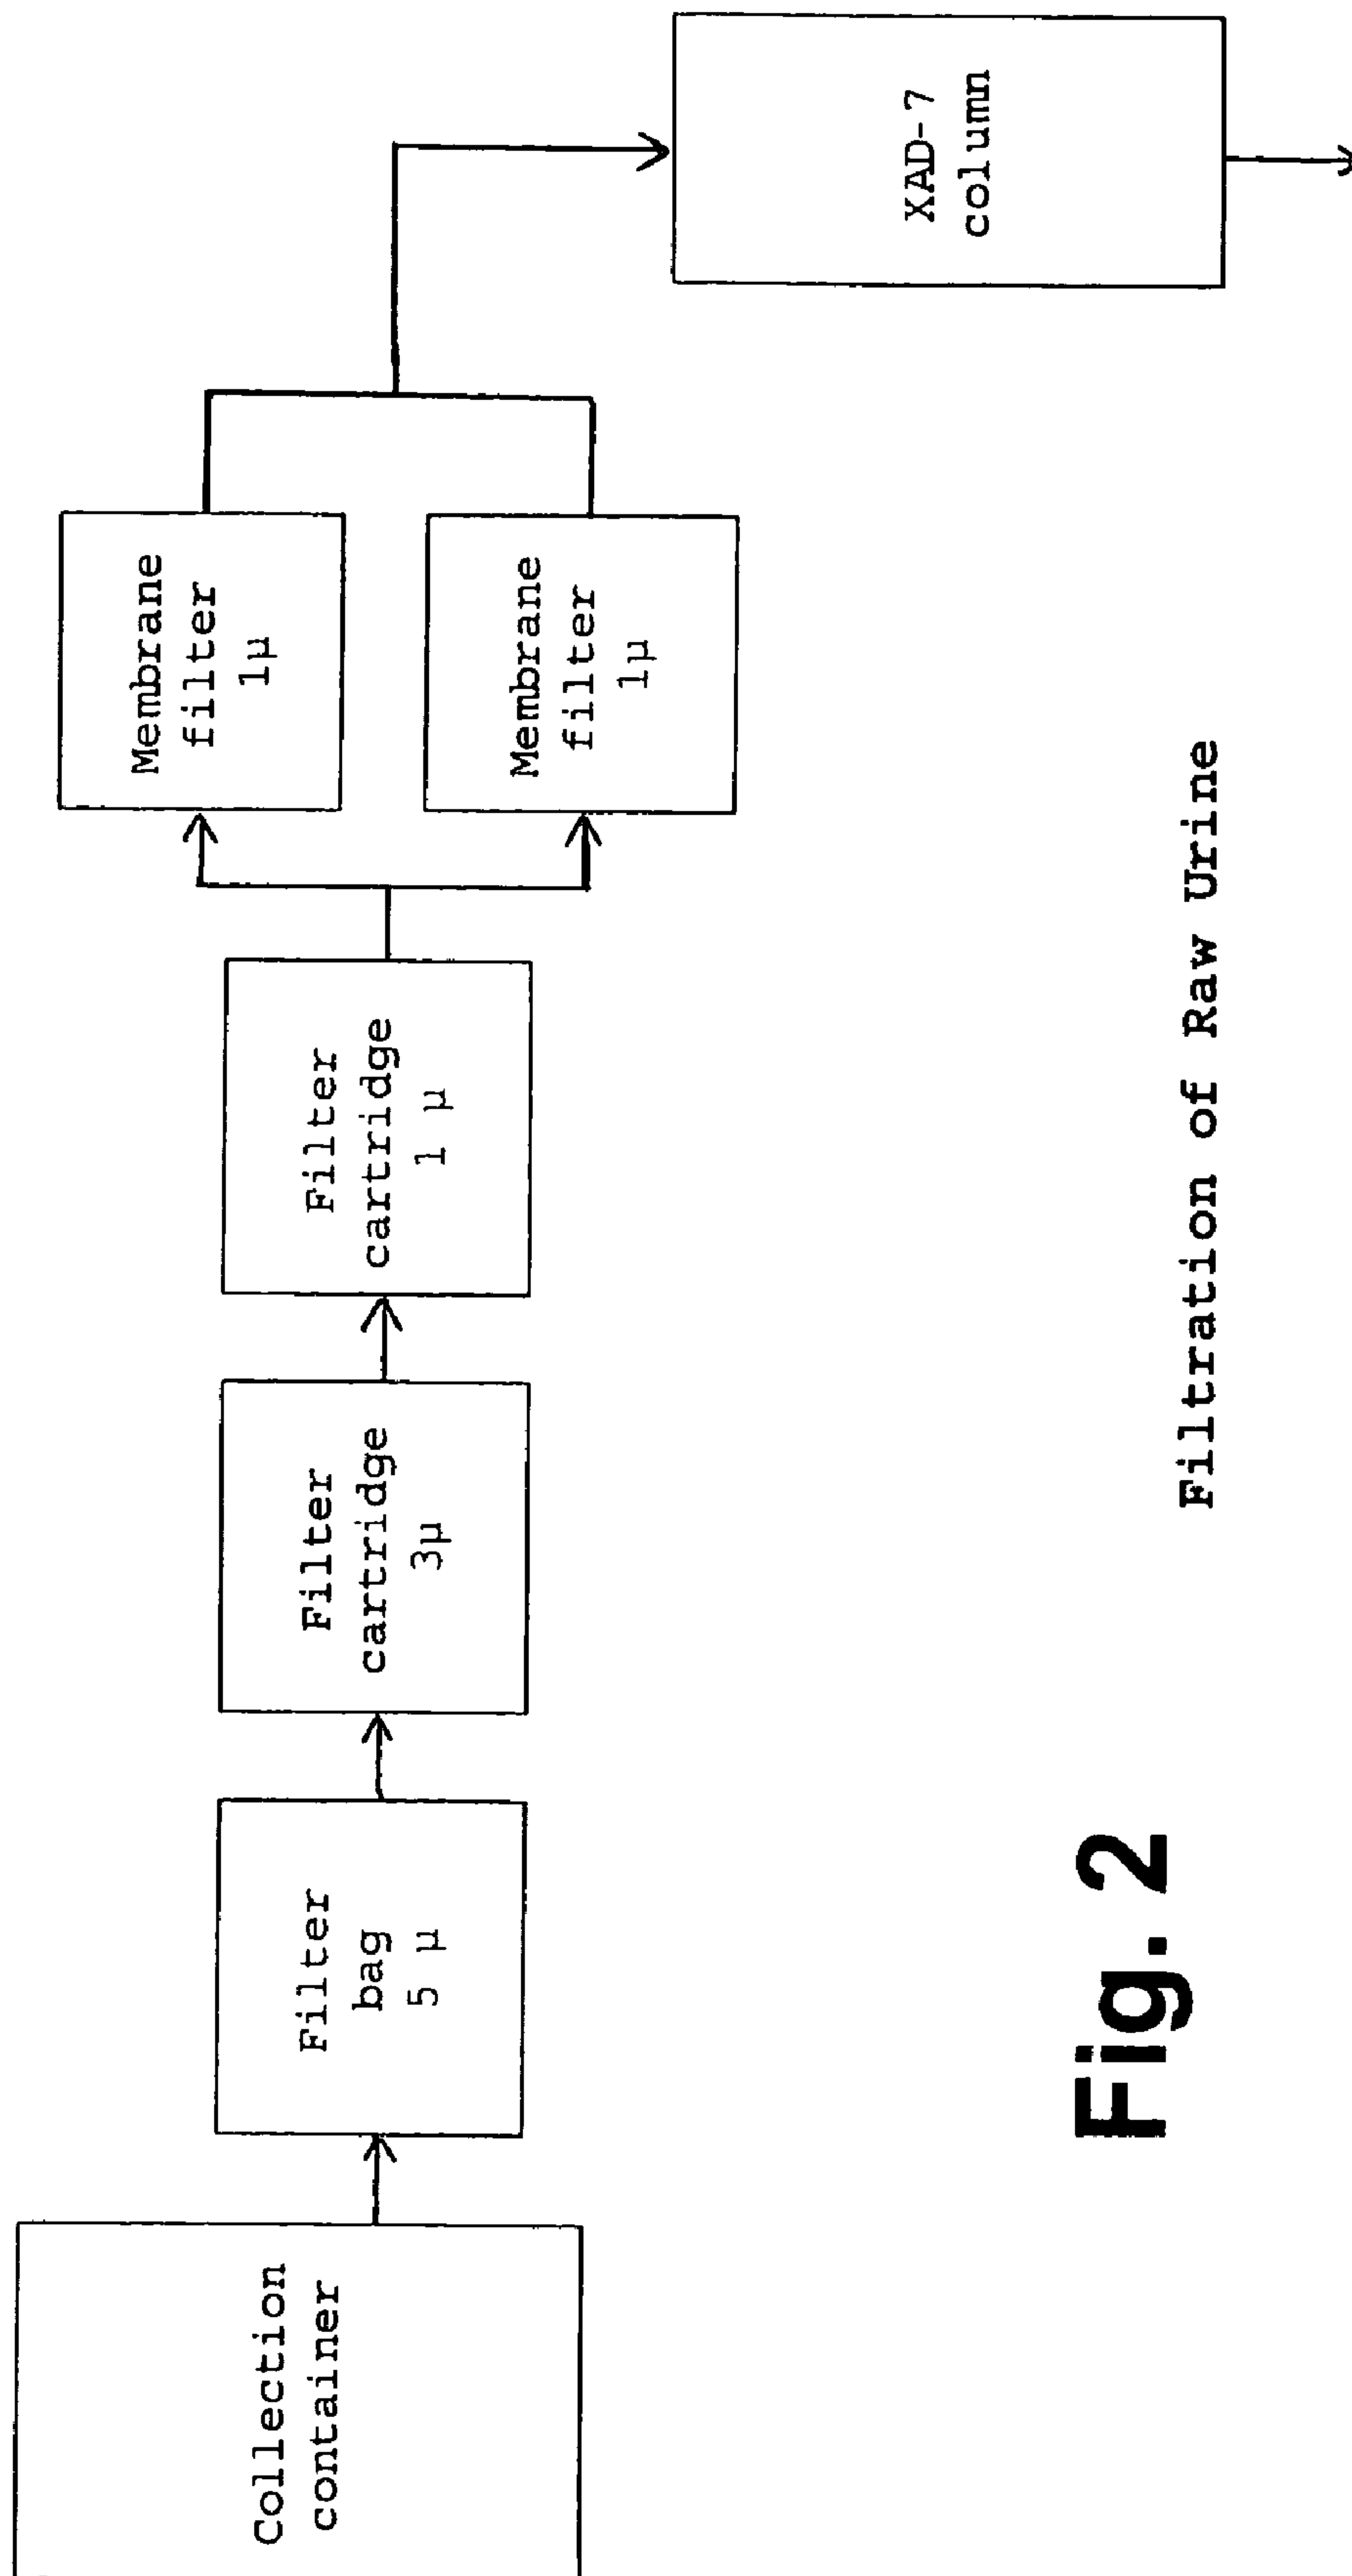 Collection
container
Filter
bag
5 µ
Filter
cartridge
3µ
Filter
cartridge
1 µ
Membrane
filter
1µ
Membrane
filter
1µ
XAD-7
column
Filtration of Raw Urine
Fig. 2